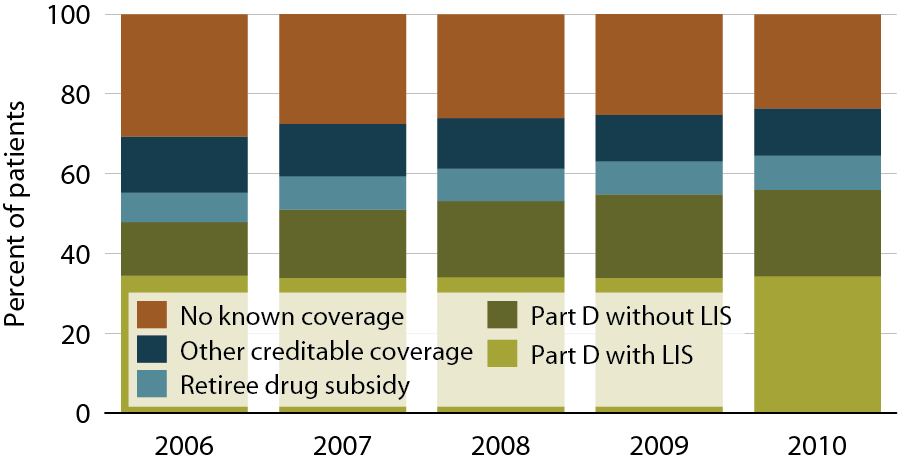 Percent of patients
100
80
60
40
20
0
No known coverage
Other creditable coverage
Retiree drug subsidy
Part D without LIS
Part D with LIS
2006 2007 2008 2009 2010